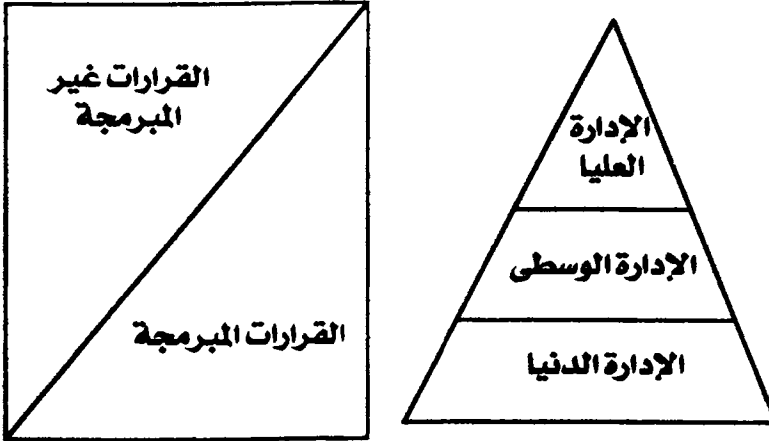 القرارات غير
المبرمجة
القرارات المبرمجة
الإدارة
العليا
الإدارة الوسطى
الإدارة الدنيا